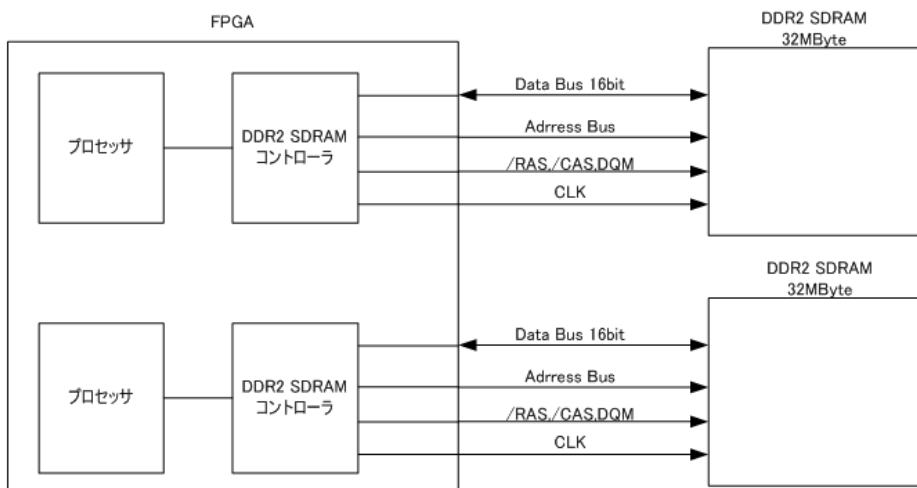 FPGA
DDR2 SDRAM
32MByte
プロセッサ
DDR2 SDRAM
コントローラ
Data Bus 16bit
Adrress Bus
/RAS,/CAS,DQM
CLK
DDR2 SDRAM
32MByte
プロセッサ
DDR2 SDRAM
コントローラ
Data Bus 16bit
Adrress Bus
/RAS,/CAS,DQM
CLK